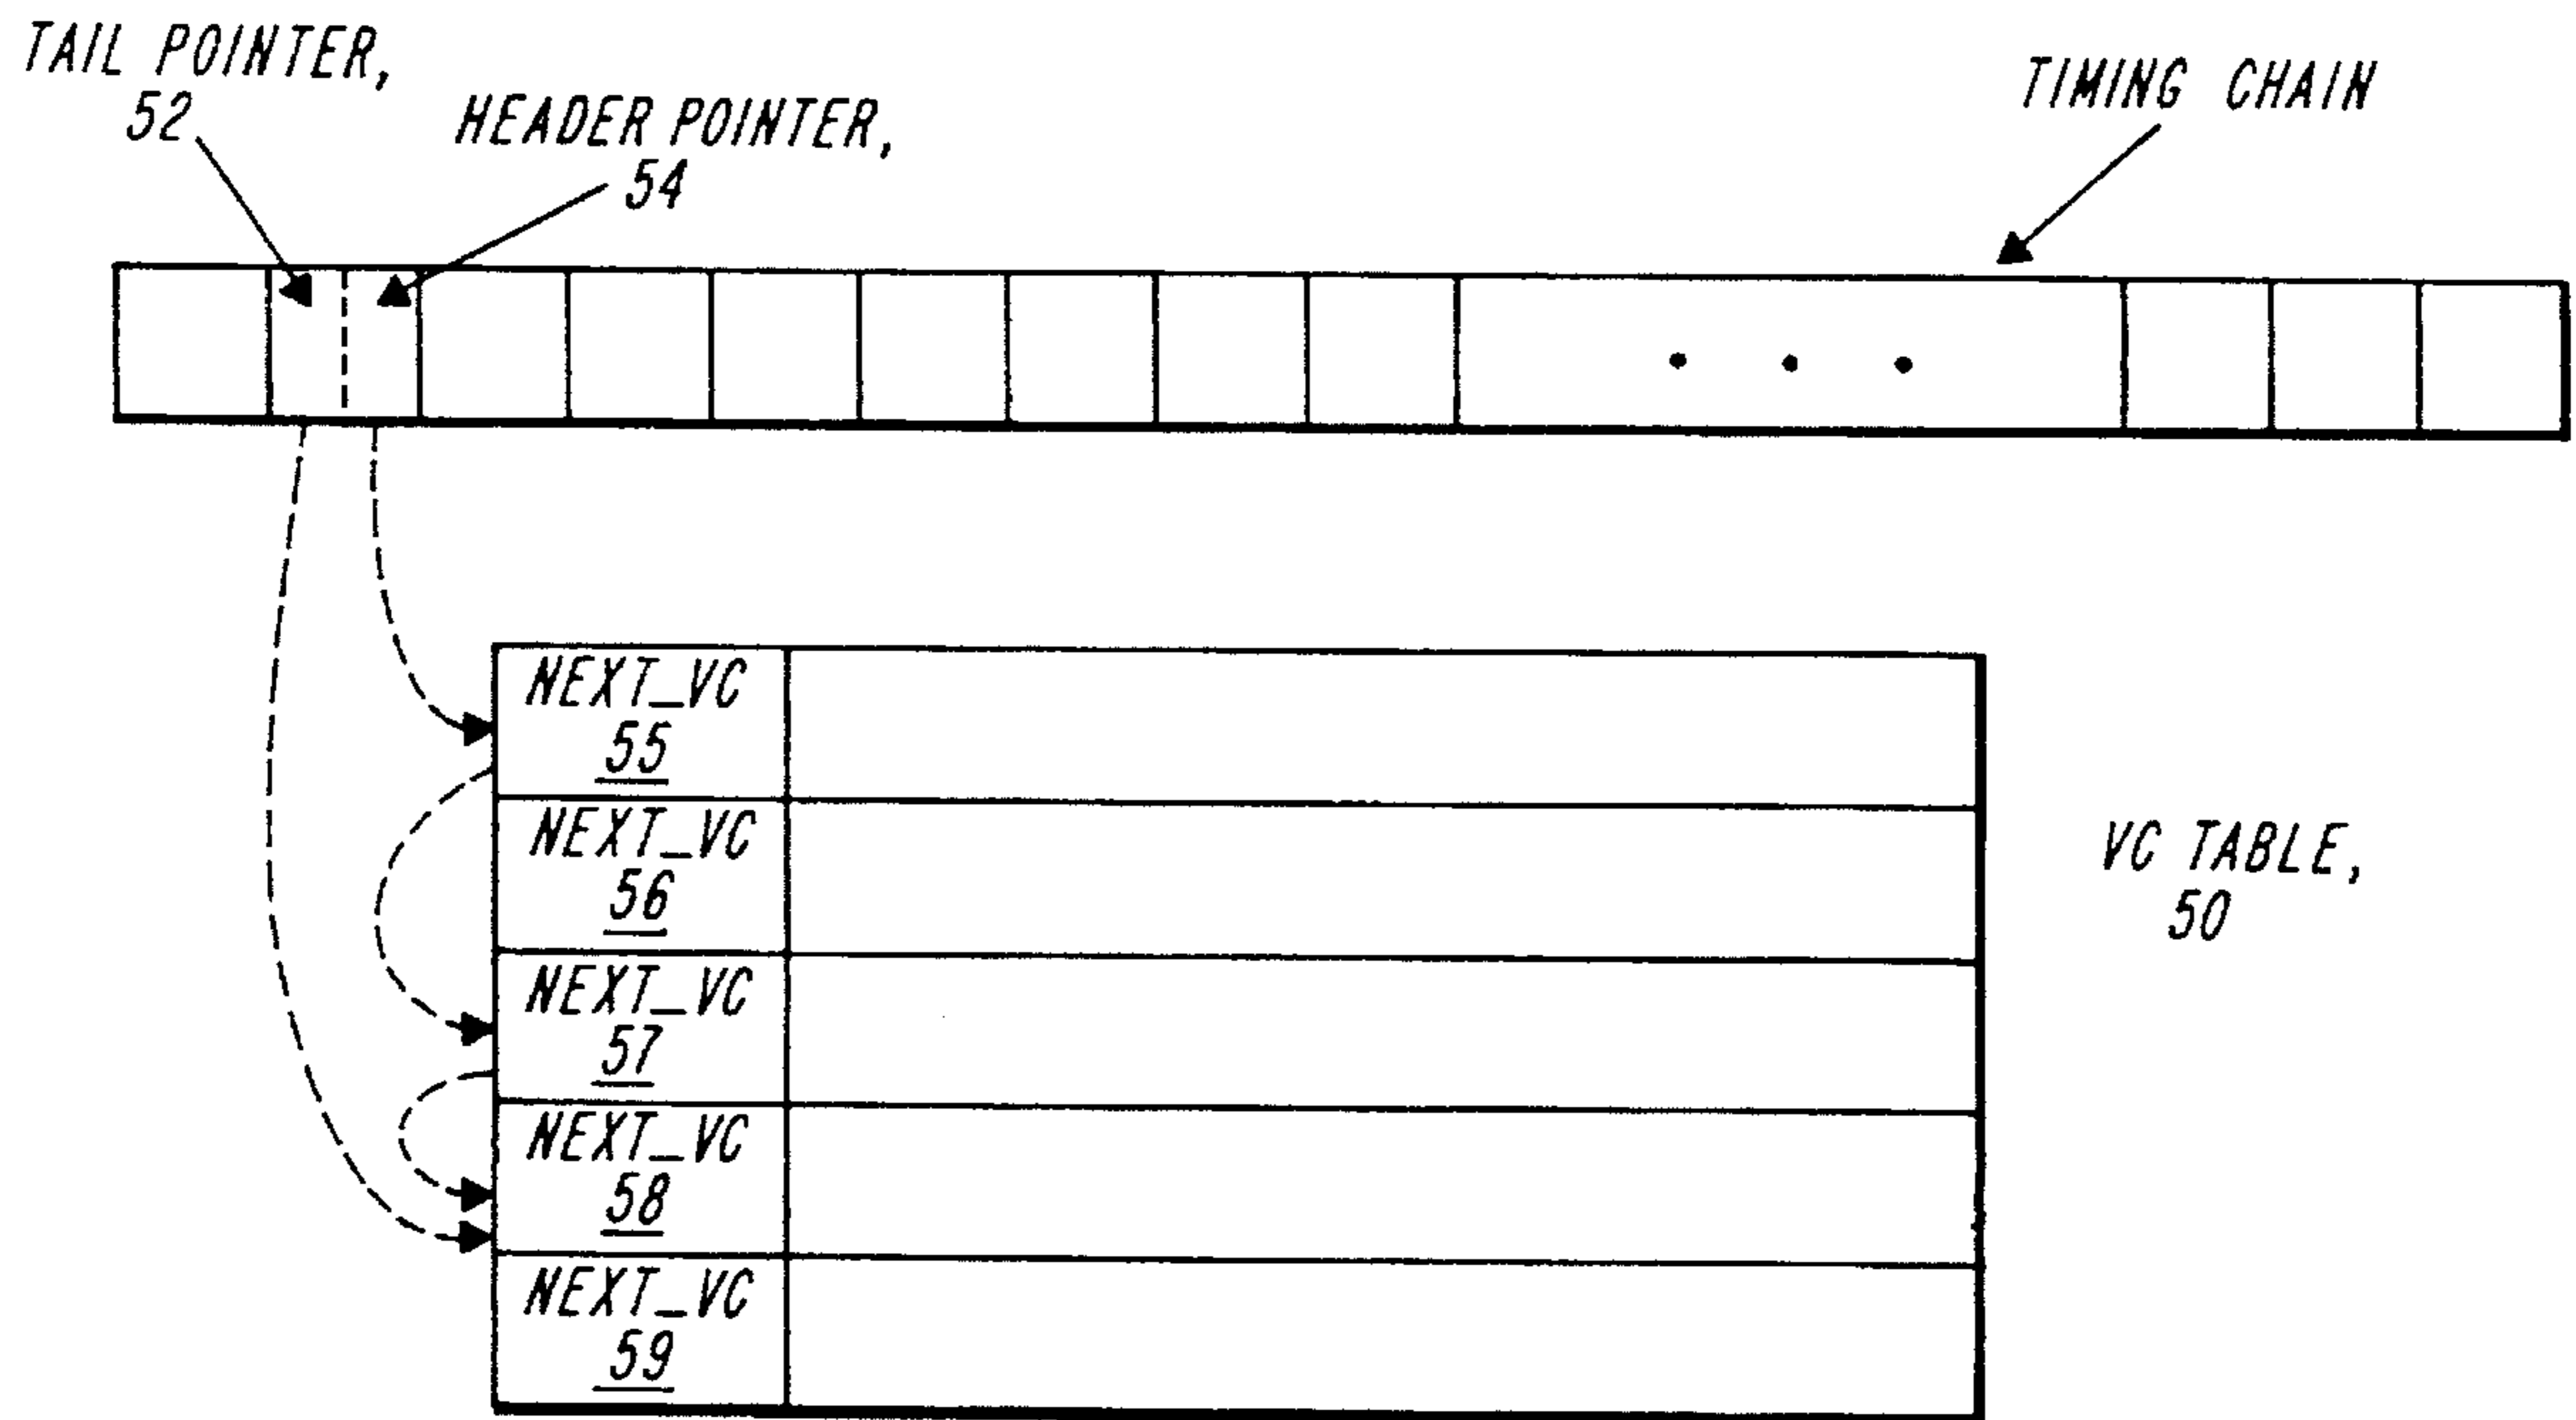 TAIL POINTER,
52
HEADER POINTER,
54
TIMING CHAIN
NEXT_VC
55
NEXT_VC
56
NEXT_VC
57
NEXT_VC
58
NEXT_VC
59
VC TABLE,
50